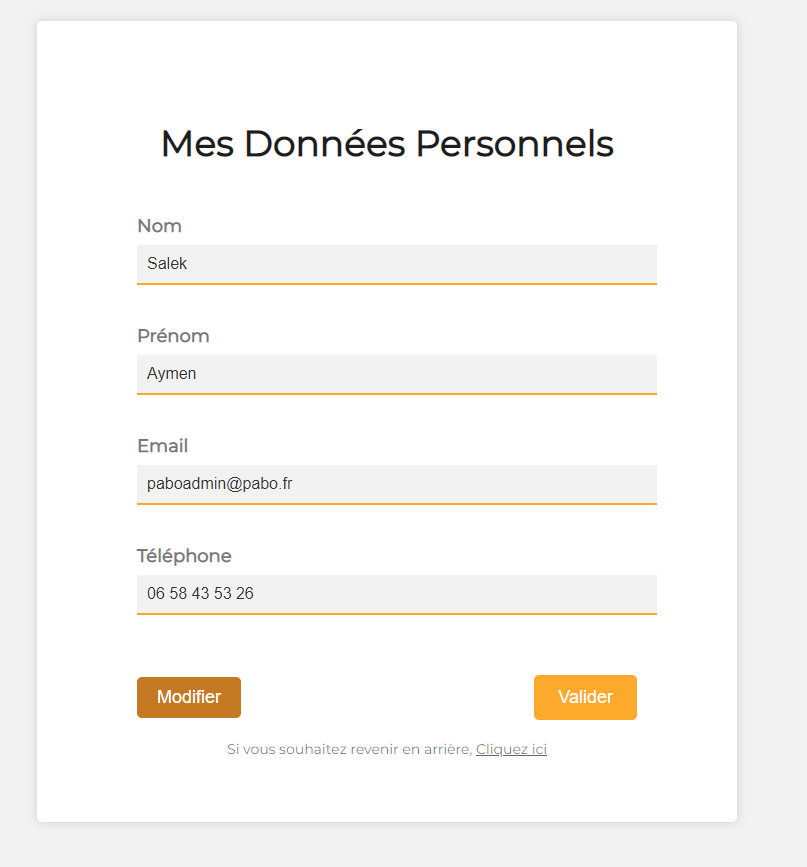 Mes Données Personnels
Nom
Salek
Prénom
Aymen
Email
paboadmin@pabo.fr
Téléphone
06 58 43 53 26
Modifier
Valider
Si vous souhaitez revenir en arrière, Cliquez ici